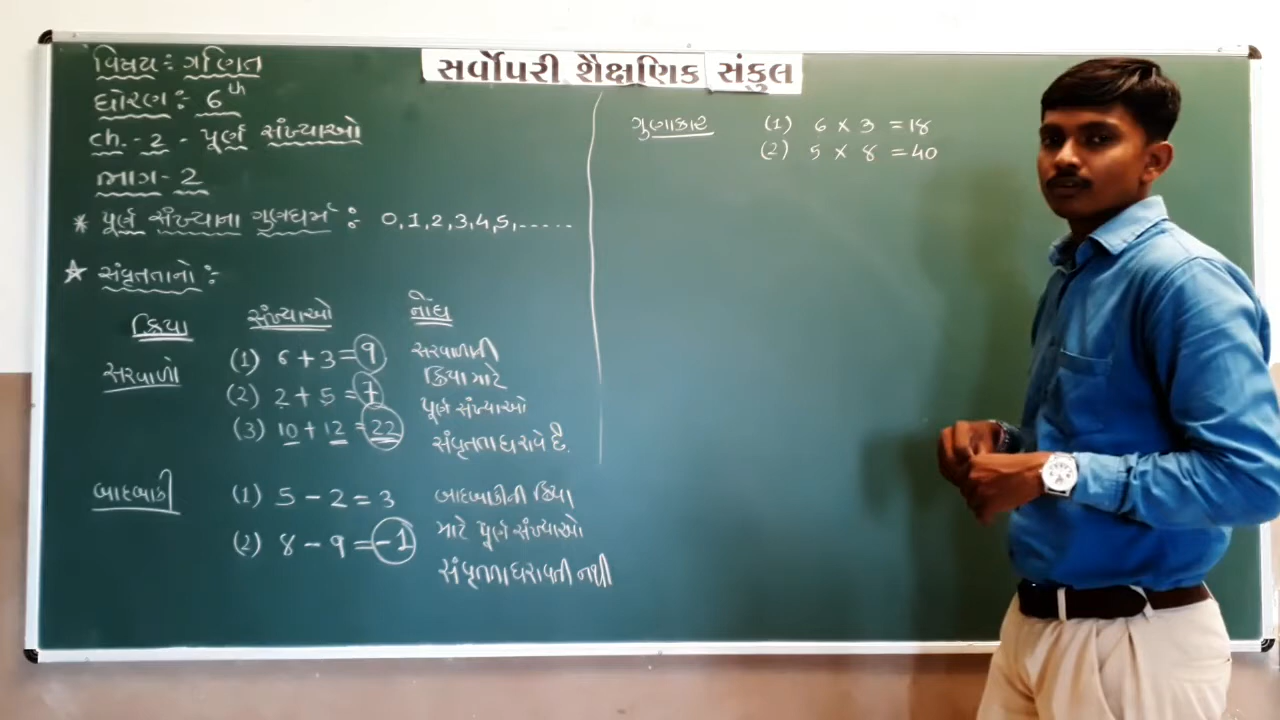 સર્વોપરી શૈક્ષણિક સંકુલ
વિષય : ગણિત
ધોરણ : 6th
ch. - 2 - પૂર્ણ સંખ્યાઓ
ભાગ - 2
* પૂર્ણ સંખ્યાના ગુણધર્મ : 0,1,2,3,4,5,.....
☆ સંવૃતતાનો :
ક્રિયા સંખ્યાઓ નોંધ
સરવાળો (1) 6 + 3 = 9 સરવાળાની
(2) 2 + 5 = 7 ક્રિયા માટે
પૂર્ણ સંખ્યાઓ
(3) 10 + 12 = 22 સંવૃતતા ધરાવે છે.
બાદબાકી (1) 5 - 2 = 3 બાદબાકીની ક્રિયા
(2) 8 - 9 = -1 માટે પૂર્ણ સંખ્યાઓ
સંવૃતતા ધરાવતી નથી
ગુણાકાર (1) 6 × 3 = 18
(2) 5 × 8 = 40